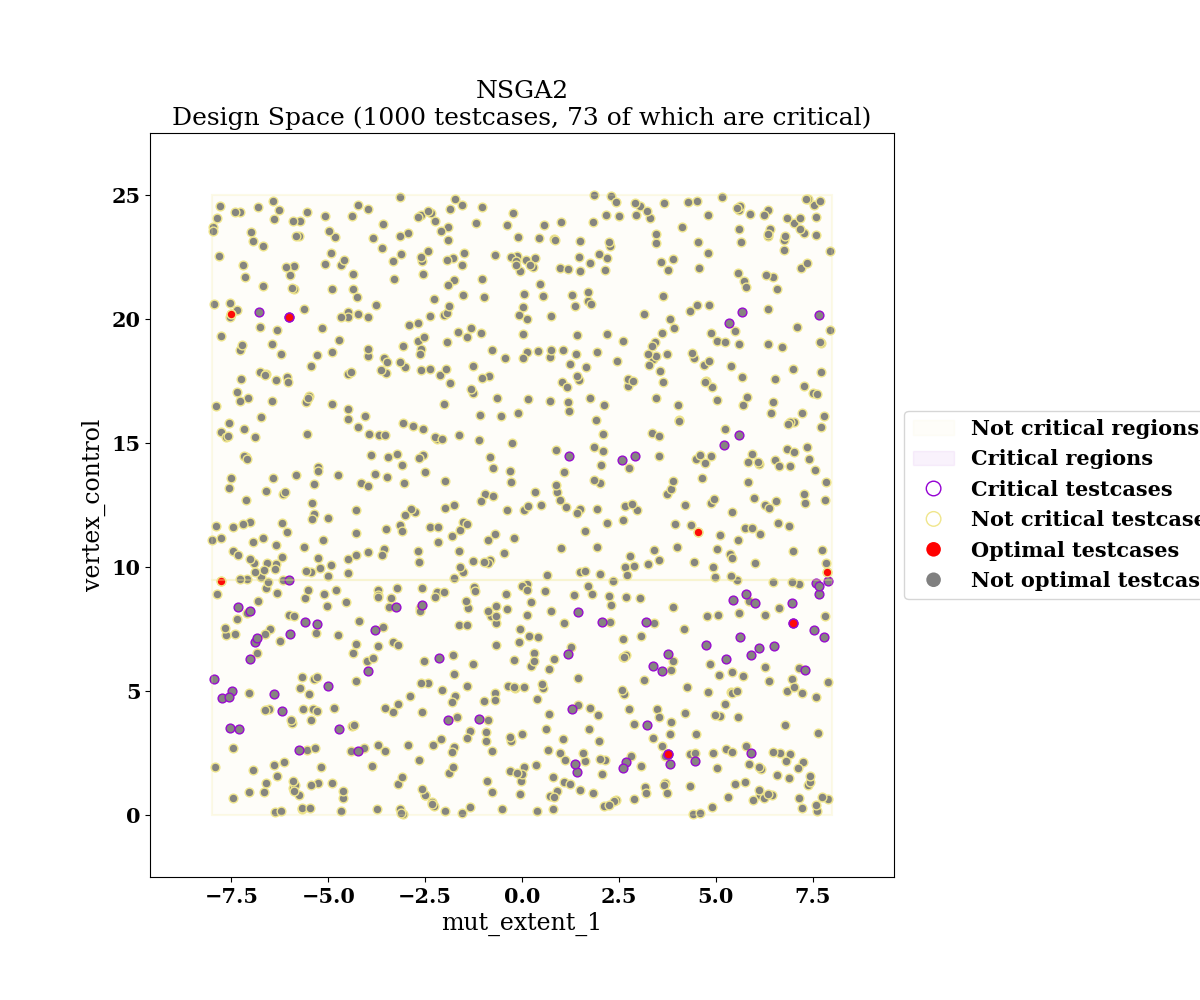 NSGA2
Design Space (1000 testcases, 73 of which are critical)
25
20
15
10
5
0
vertex_control
−7.5 −5.0 −2.5 0.0 2.5 5.0 7.5
mut_extent_1
Not critical regions
Critical regions
Critical testcases
Not critical testcase
Optimal testcases
Not optimal testcas